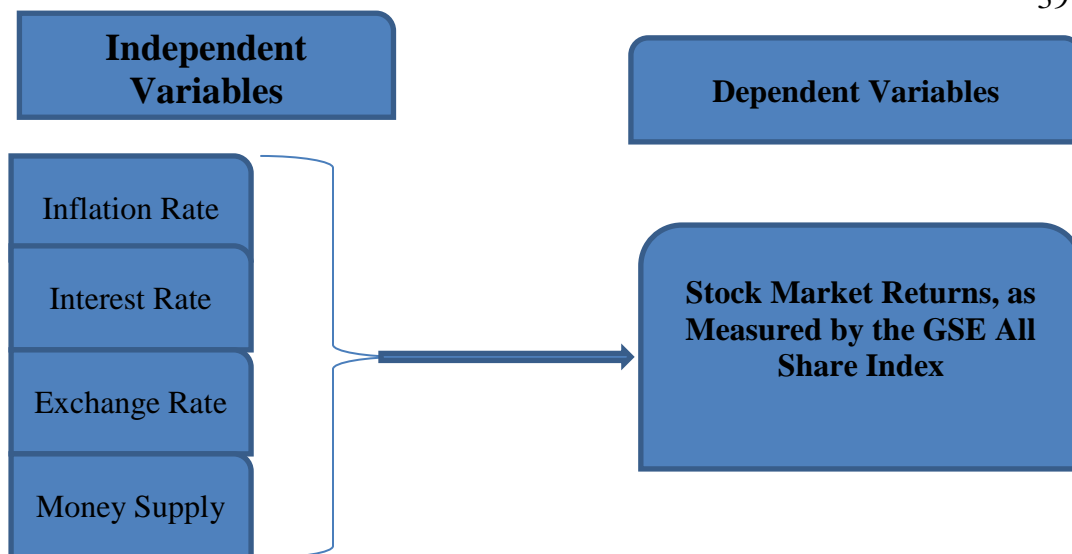 Independent
Variables
Dependent Variables
Inflation Rate
Interest Rate
Exchange Rate
Money Supply
Stock Market Returns, as
Measured by the GSE All
Share Index